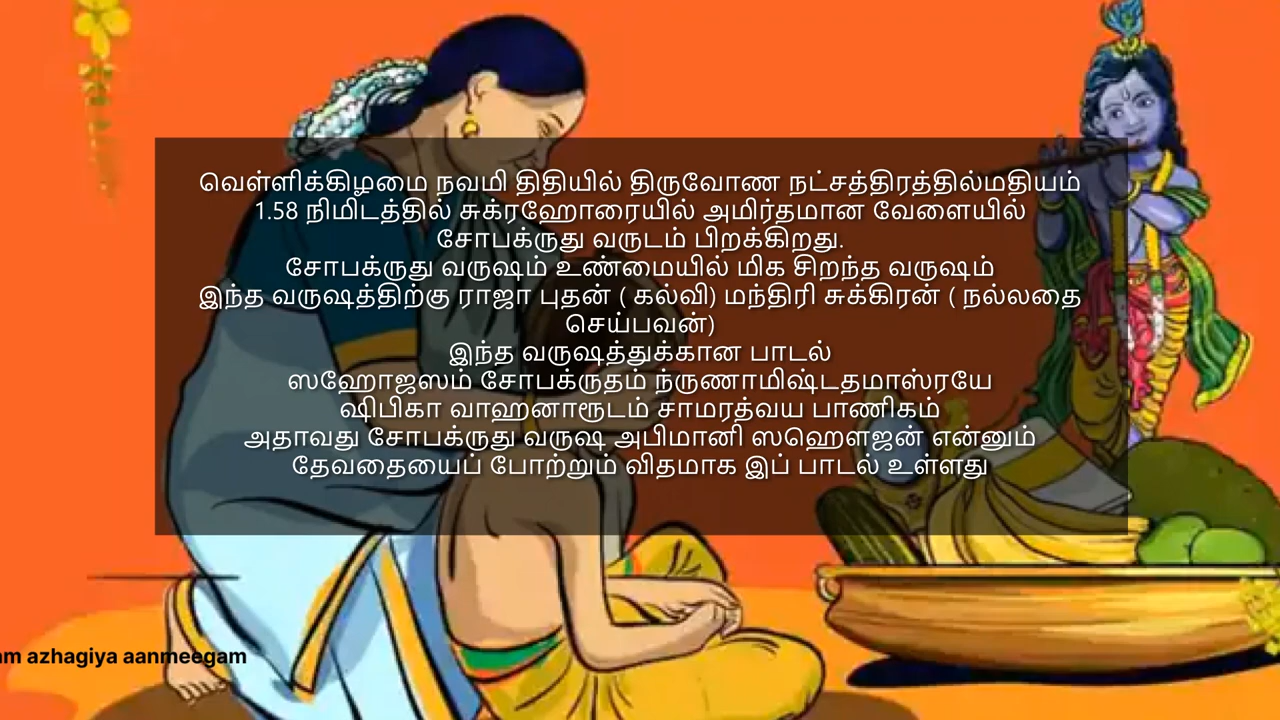 வெள்ளிக்கிழமை நவமி திதியில் திருவோண நட்சத்திரத்தில்மதியம்
1.58 நிமிடத்தில் சுக்ரஹோரையில் அமிர்தமான வேளையில்
சோபக்ருது வருடம் பிறக்கிறது.
சோபக்ருது வருஷம் உண்மையில் மிக சிறந்த வருஷம்
இந்த வருஷத்திற்கு ராஜா புதன் ( கல்வி) மந்திரி சுக்கிரன் ( நல்லதை
செய்பவன்)
இந்த வருஷத்துக்கான பாடல்
ஸஹோஜஸம் சோபக்ருதம் ந்ருணாமிஷ்டதமாஸ்ரயே
ஷிபிகா வாஹனாரூடம் சாமரத்வய பாணிகம்
அதாவது சோபக்ருது வருஷ அபிமானி ஸஹௌஜன் என்னும்
தேவதையைப் போற்றும் விதமாக இப் பாடல் உள்ளது
azhagiya aanmeegam